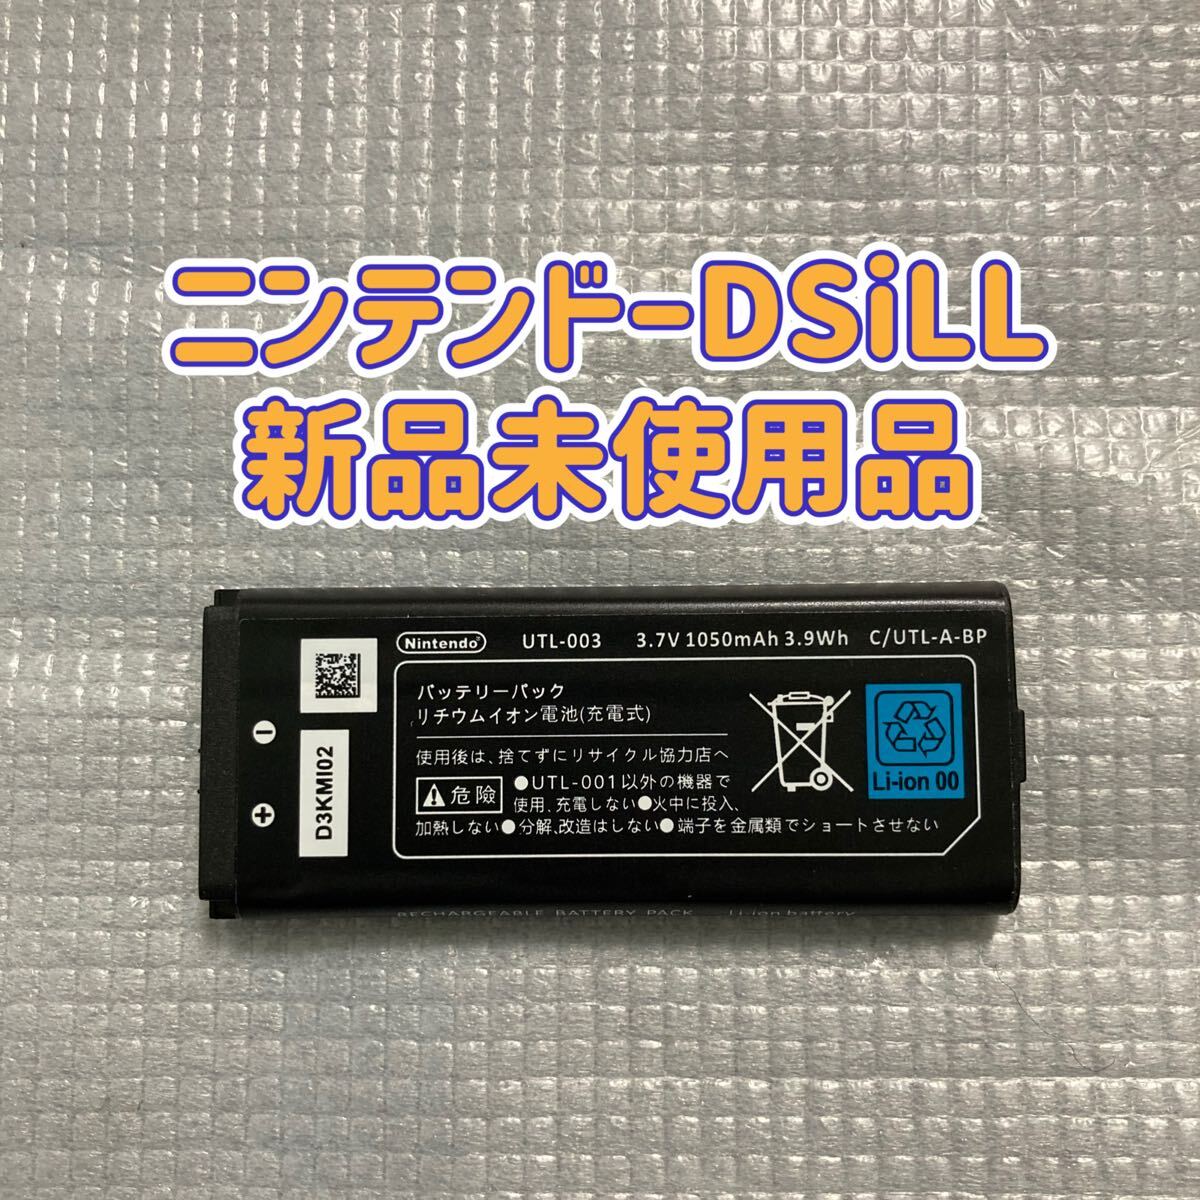 ニンテンドーDSiLL
新品未使用品
Nintendo® UTL-003 3.7V 1050mAh 3.9Wh C/UTL-A-BP
バッテリーパック
リチウムイオン電池(充電式)
使用後は、捨てずにリサイクル協力店へ
危險 ●UTL-001以外の機器で
使用、充電しない●火中に投入、
加熱しない●分解、改造はしない●端子を金属類でショートさせない
Li-ion 00
D3KMI02
RECHARGEABLE BATTERY PACK Li-ion battery